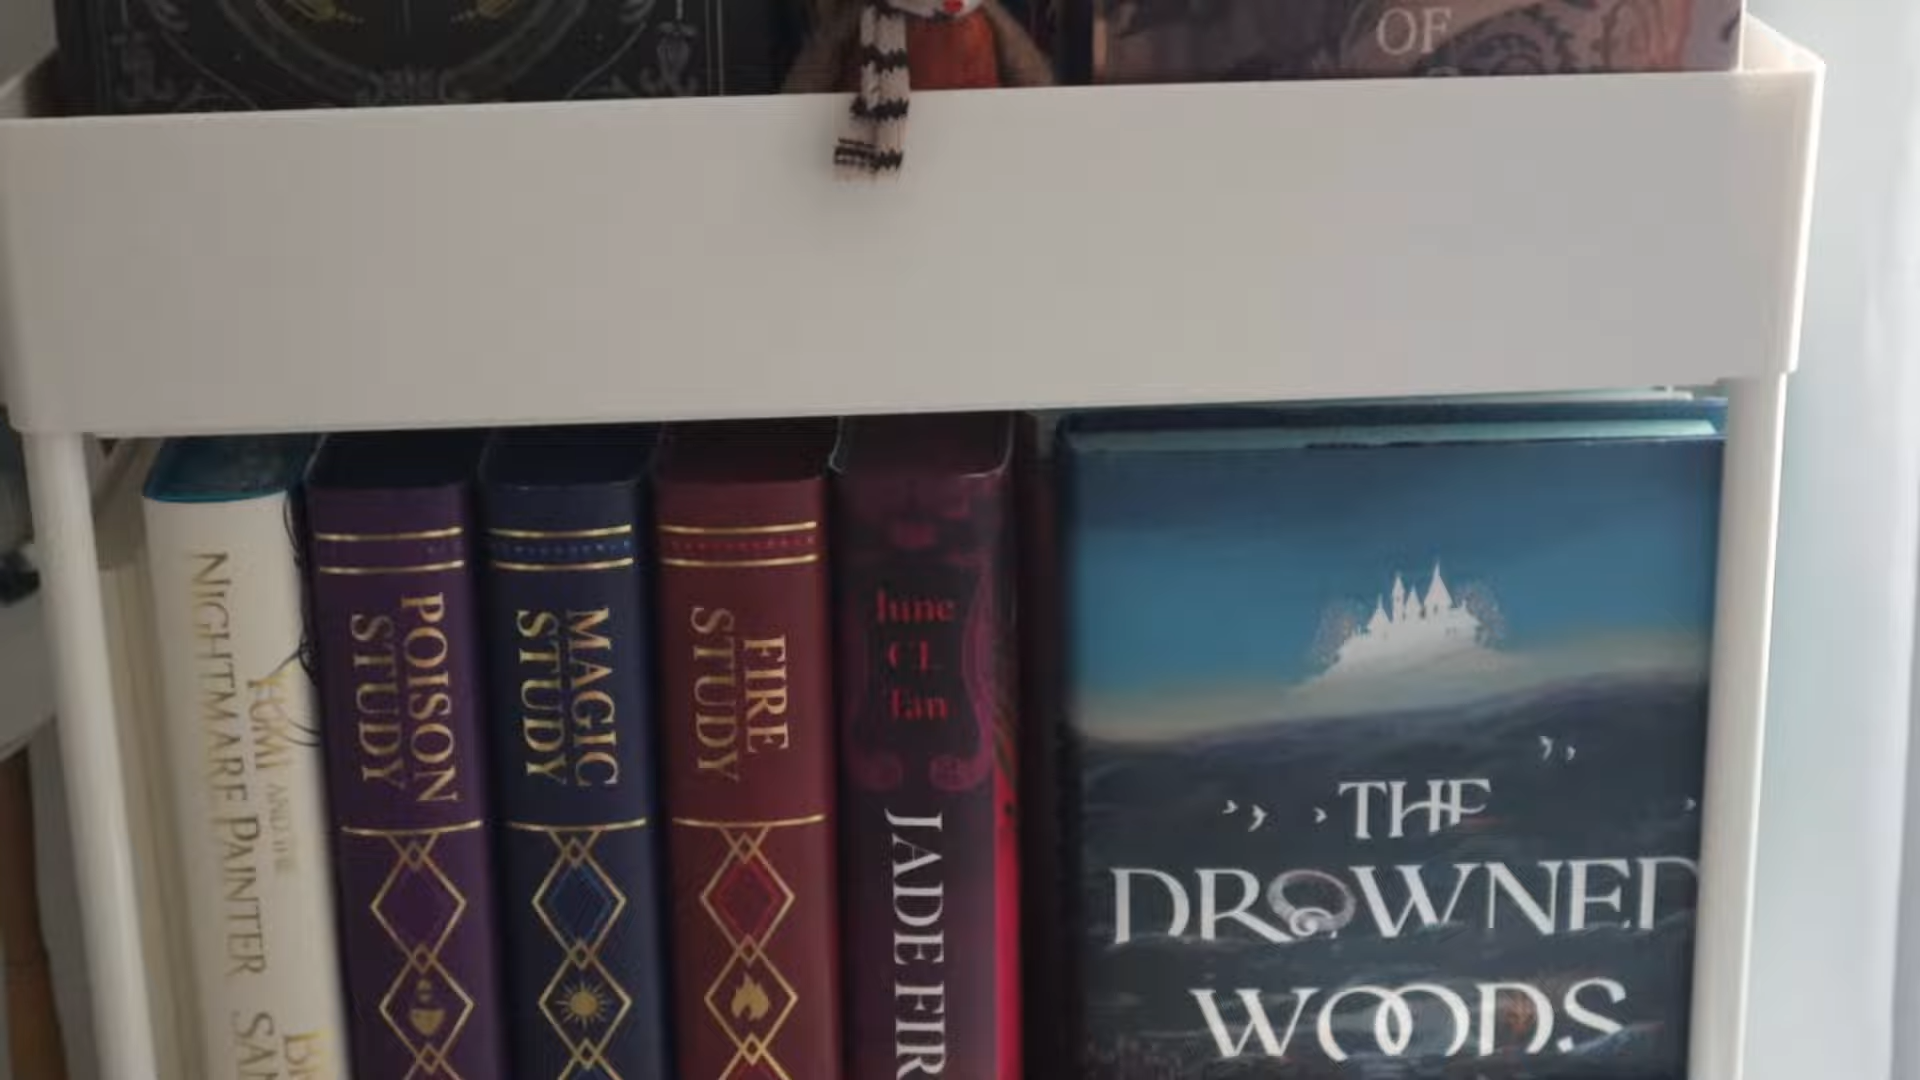 OF
YUMI AND THE
NIGHTMARE PAINTER
POISON
STUDY
MAGIC
STUDY
FIRE
STUDY
June
CL
Tan
JADE FIR
THE
DROWNED
WOODS